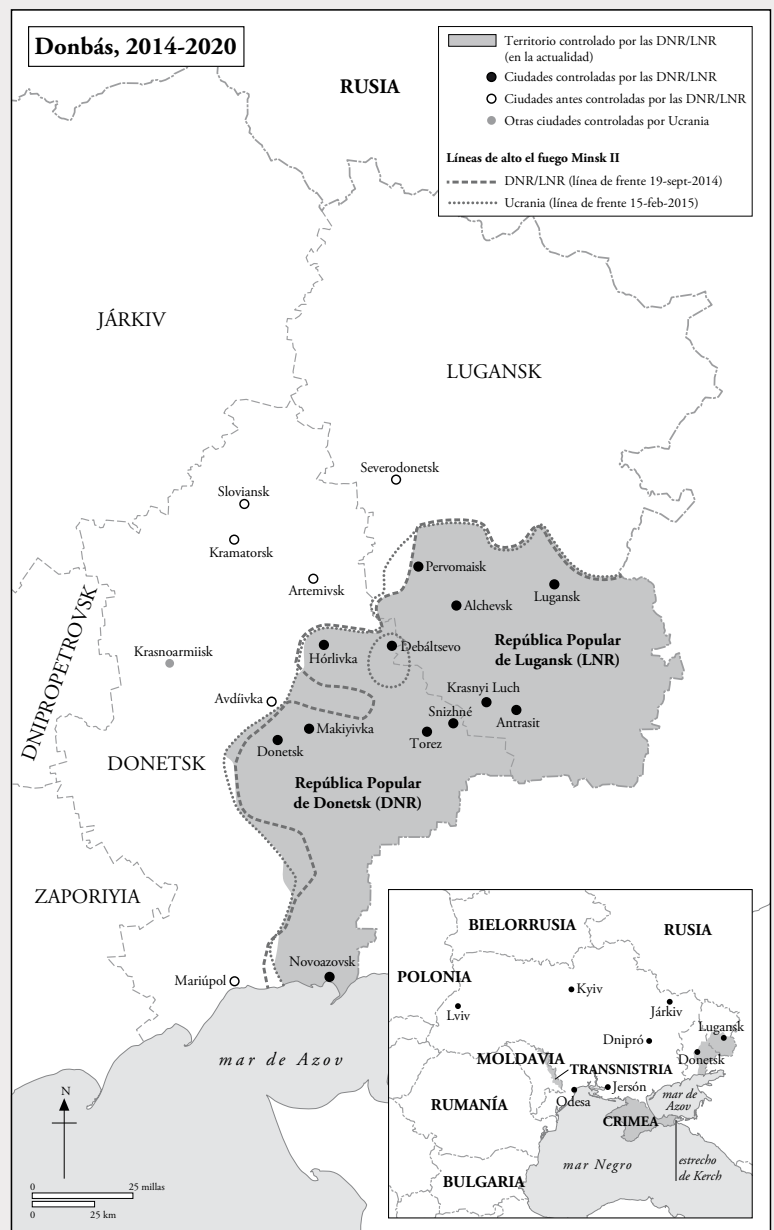 Donbás, 2014-2020
RUSIA
Territorio controlado por las DNR/LNR
(en la actualidad)
Ciudades controladas por las DNR/LNR
Ciudades antes controladas por las DNR/LNR
Otras ciudades controladas por Ucrania
Líneas de alto el fuego Minsk II
DNR/LNR (línea de frente 19-sept-2014)
Ucrania (línea de frente 15-feb-2015)
JÁRKIV
LUGANSK
Severodonetsk
Sloviansk
Kramatorsk
Artemivsk
Pervomaisk
Lugansk
Alchevsk
DNIPROPETROVSK
Krasnoarmiisk
Hórlivka
Debáltsevo
República Popular
de Lugansk (LNR)
Avdíivka
Krasnyi Luch
Snizhné
Antrasit
Makiyivka
Torez
Donetsk
DONETSK
República Popular
de Donetsk (DNR)
ZAPORIYIA
Novoazovsk
Mariúpol
mar de Azov
N
0
25 millas
0
25 km
BIELORRUSIA
RUSIA
POLONIA
Kyiv
Lviv
Járkiv
Lugansk
Dnipró
Donetsk
MOLDAVIA
TRANSNISTRIA
Jersón
Odesa
mar de
Azov
RUMANÍA
CRIMEA
mar Negro
estrecho
de Kerch
BULGARIA